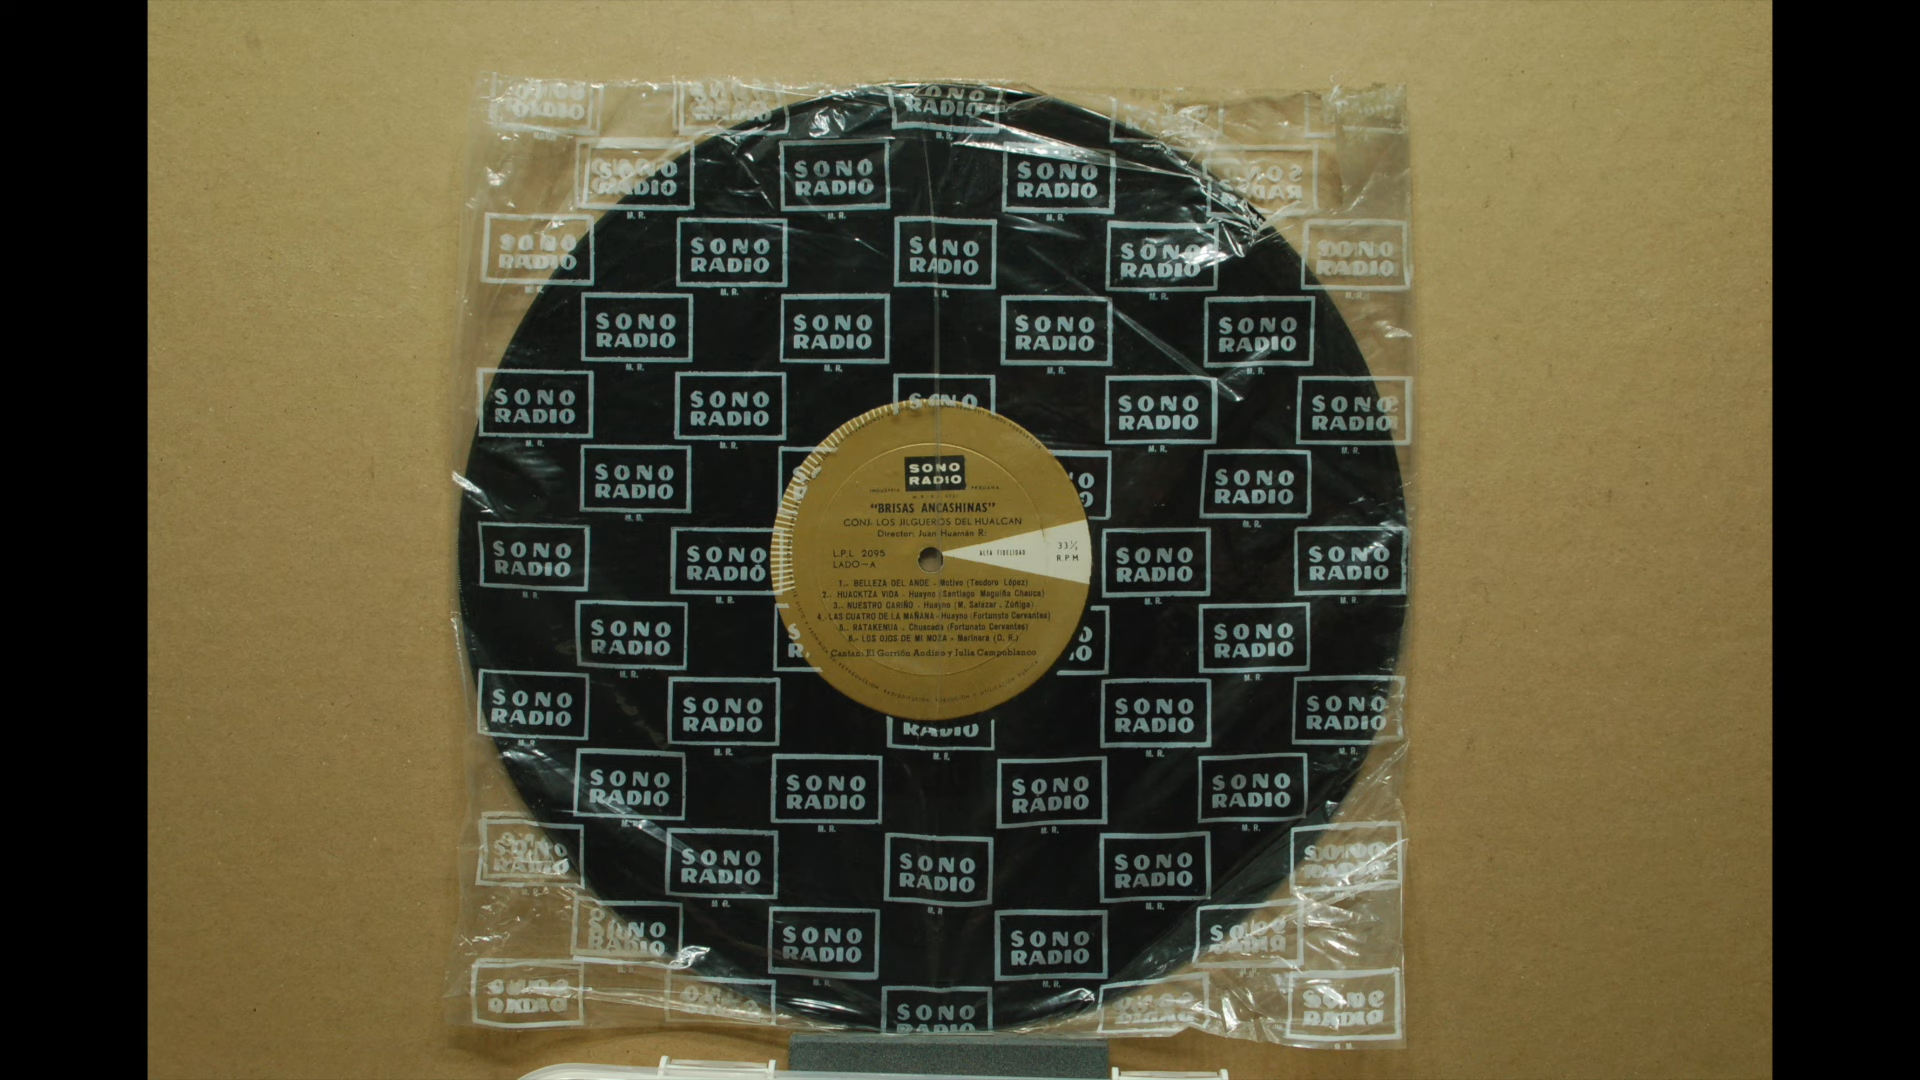 SONO
RADIO
M. R.
SONO
RADIO
INDUSTRIA PERUANA
"BRISAS ANCASHINAS"
CONJ. LOS JILGUEROS DEL HUALCAN
Director: Juan Huamán R:
L.P.L 2095
LADO-A
ALTA FIDELIDAD
33⅓
R.P.M
1.- BELLEZA DEL ANDE - Motivo (Teodoro López)
2.- HUACKTZA VIDA - Huayno (Santiago Maguiña Chauca)
3.- NUESTRO CARIÑO - Huayno (M. Salazar - Zúñiga)
4.- LAS CUATRO DE LA MAÑANA - Huayno (Fortunato Cervantes)
5.- RATAKENUA - Chuscada (Fortunato Cervantes)
6.- LOS OJOS DE MI MOZA - Marinera (D. R.)
Cantan: El Gorrión Andino y Julia Campoblanco